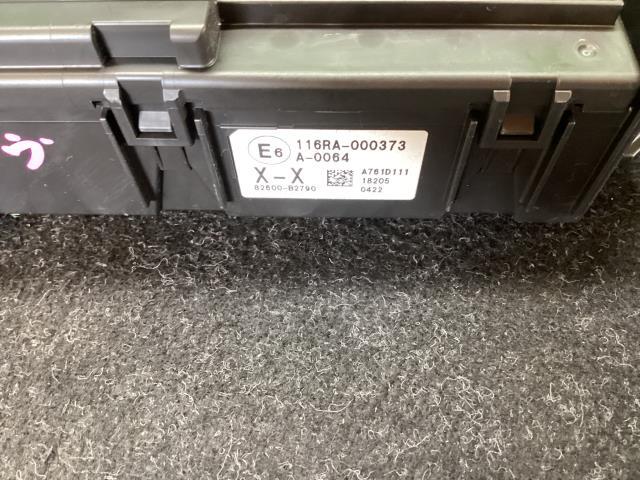 E6 116RA-000373
A-0064
X-X
82600-B2790
A761D111
18205
0422